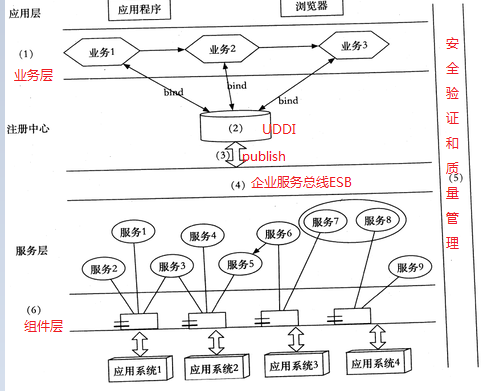 应用层
应用程序
浏览器
(1)
业务1
业务2
业务3
业务层
bind
bind
bind
注册中心
(2)
UDDI
(3)
publish
(4)
企业服务总线ESB
安全验证和质量管理
(5)
服务层
服务1
服务2
服务3
服务4
服务5
服务6
服务7
服务8
服务9
(6)
组件层
应用系统1
应用系统2
应用系统3
应用系统4